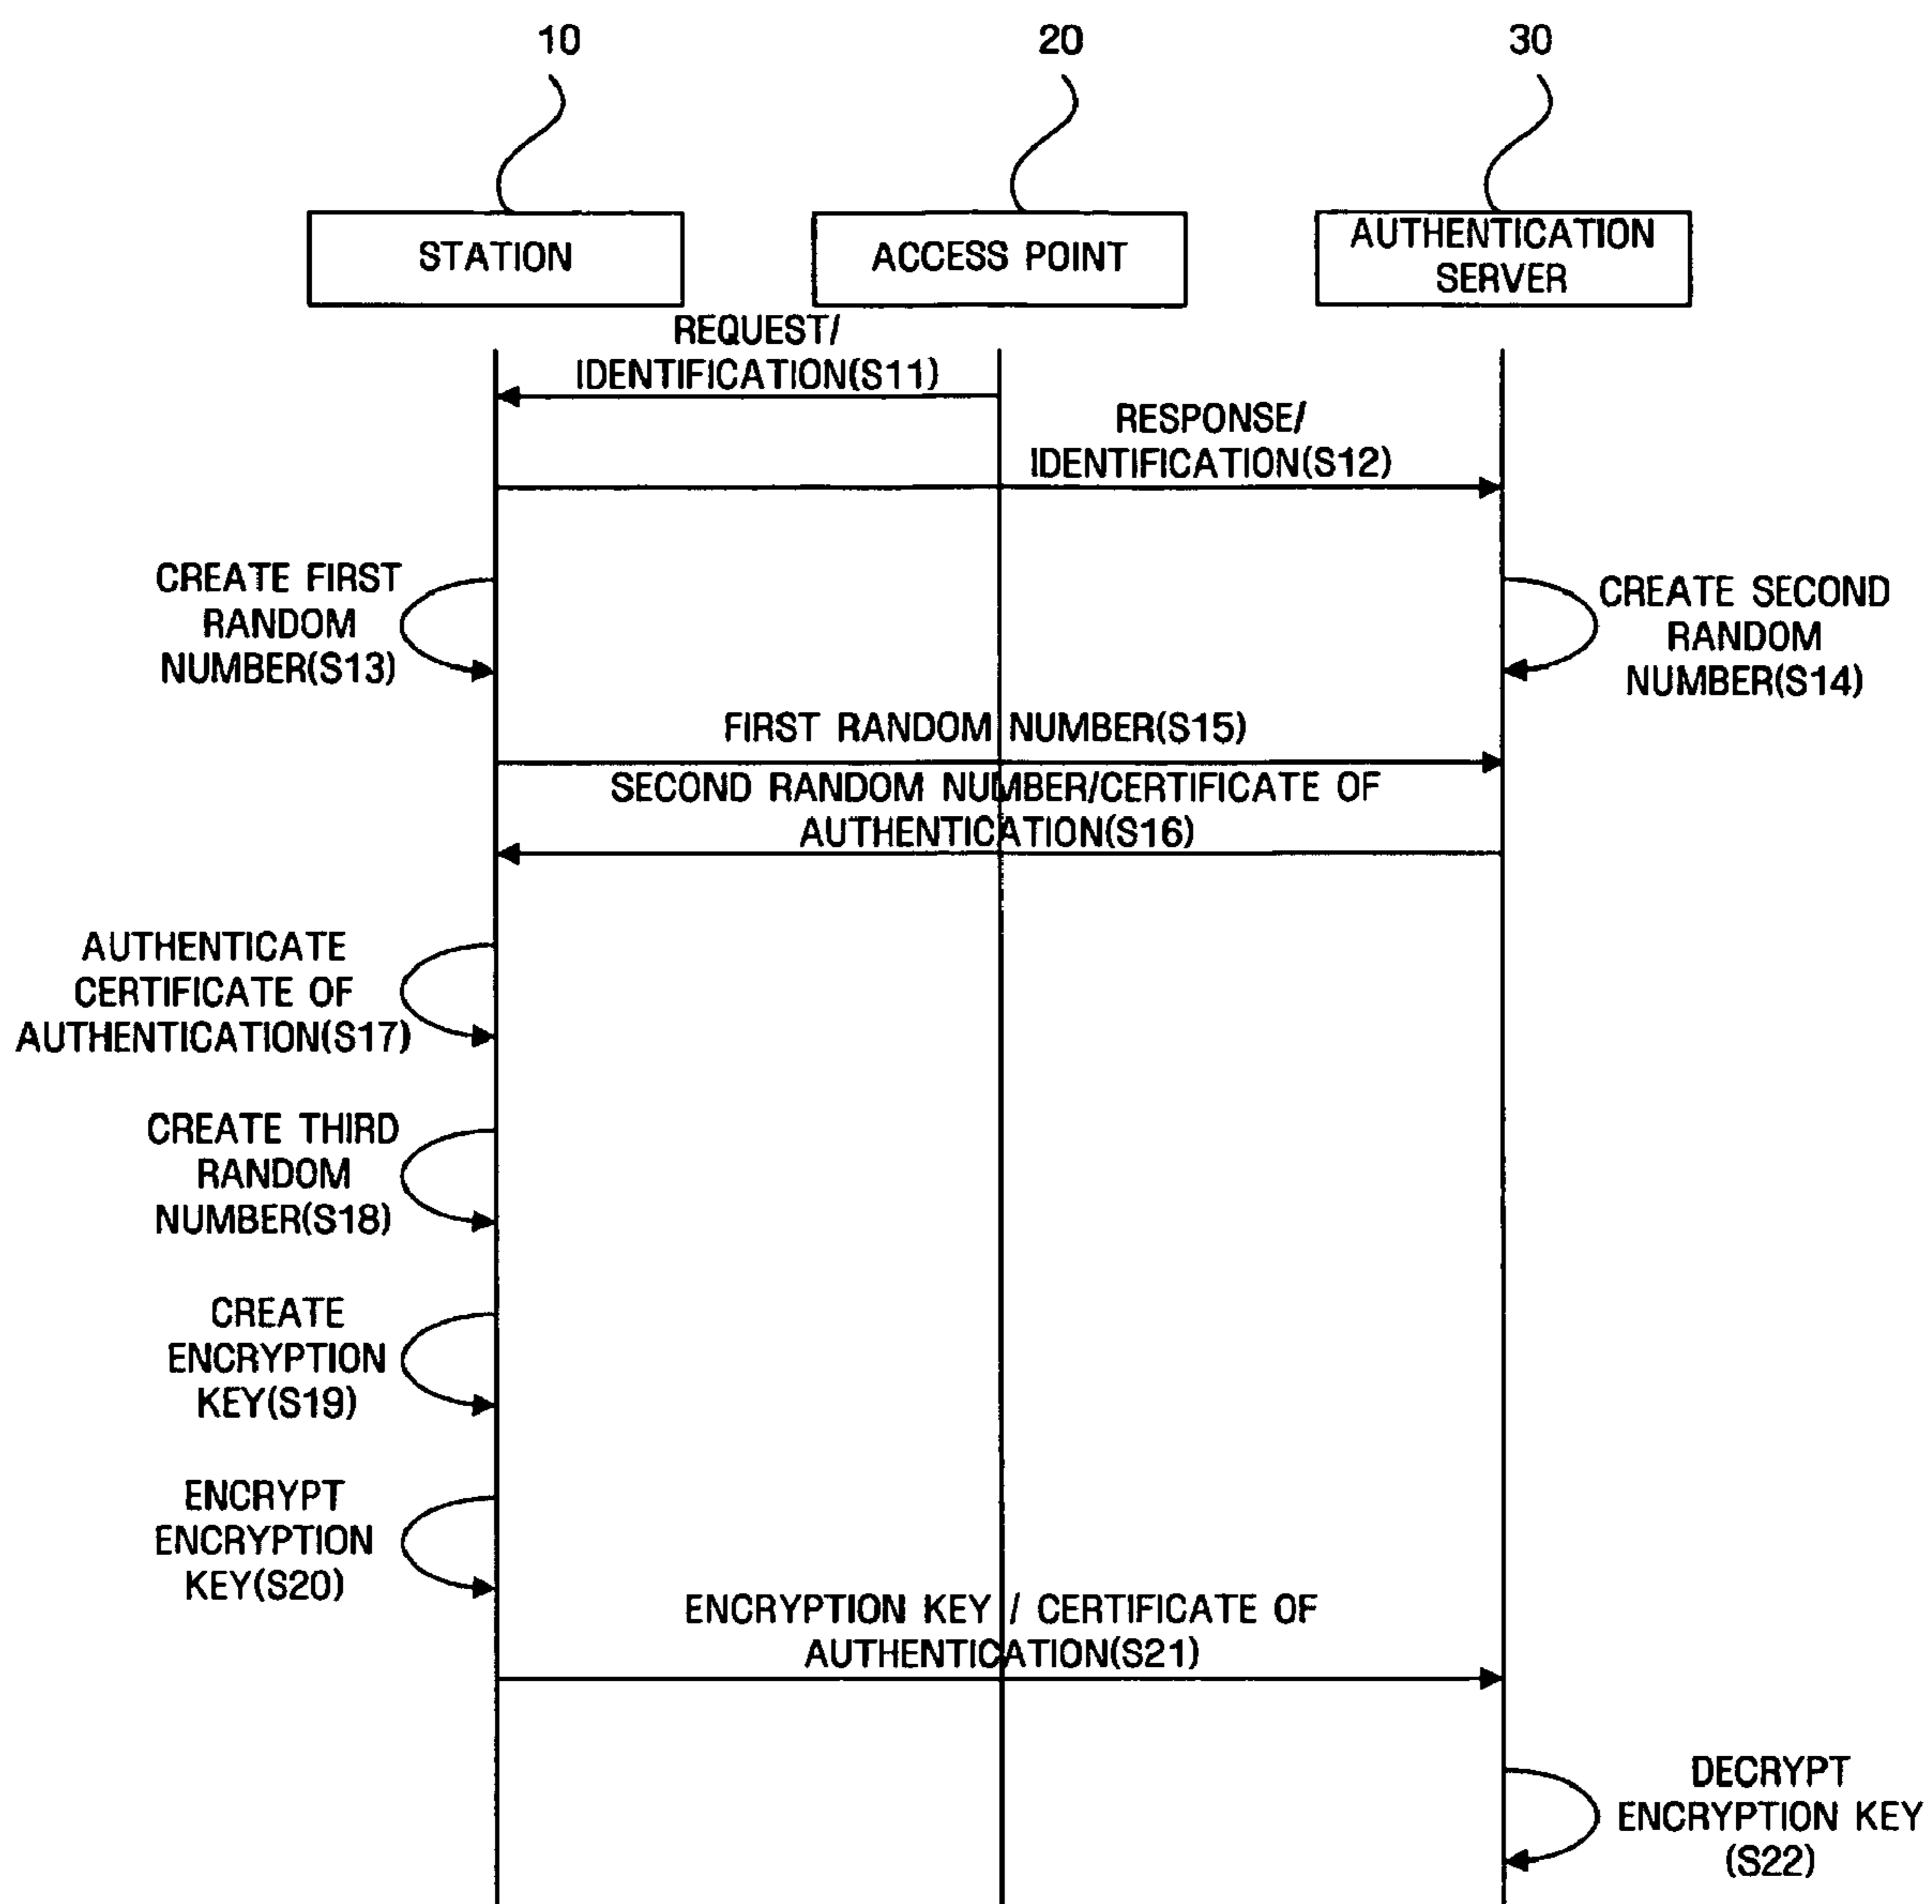 10
20
30
STATION
ACCESS POINT
AUTHENTICATION
SERVER
REQUEST/
IDENTIFICATION(S11)
RESPONSE/
IDENTIFICATION(S12)
CREATE FIRST
RANDOM
NUMBER(S13)
CREATE SECOND
RANDOM
NUMBER(S14)
FIRST RANDOM NUMBER(S15)
SECOND RANDOM NUMBER/CERTIFICATE OF
AUTHENTICATION(S16)
AUTHENTICATE
CERTIFICATE OF
AUTHENTICATION(S17)
CREATE THIRD
RANDOM
NUMBER(S18)
CREATE
ENCRYPTION
KEY(S19)
ENCRYPT
ENCRYPTION
KEY(S20)
ENCRYPTION KEY / CERTIFICATE OF
AUTHENTICATION(S21)
DECRYPT
ENCRYPTION KEY
(S22)